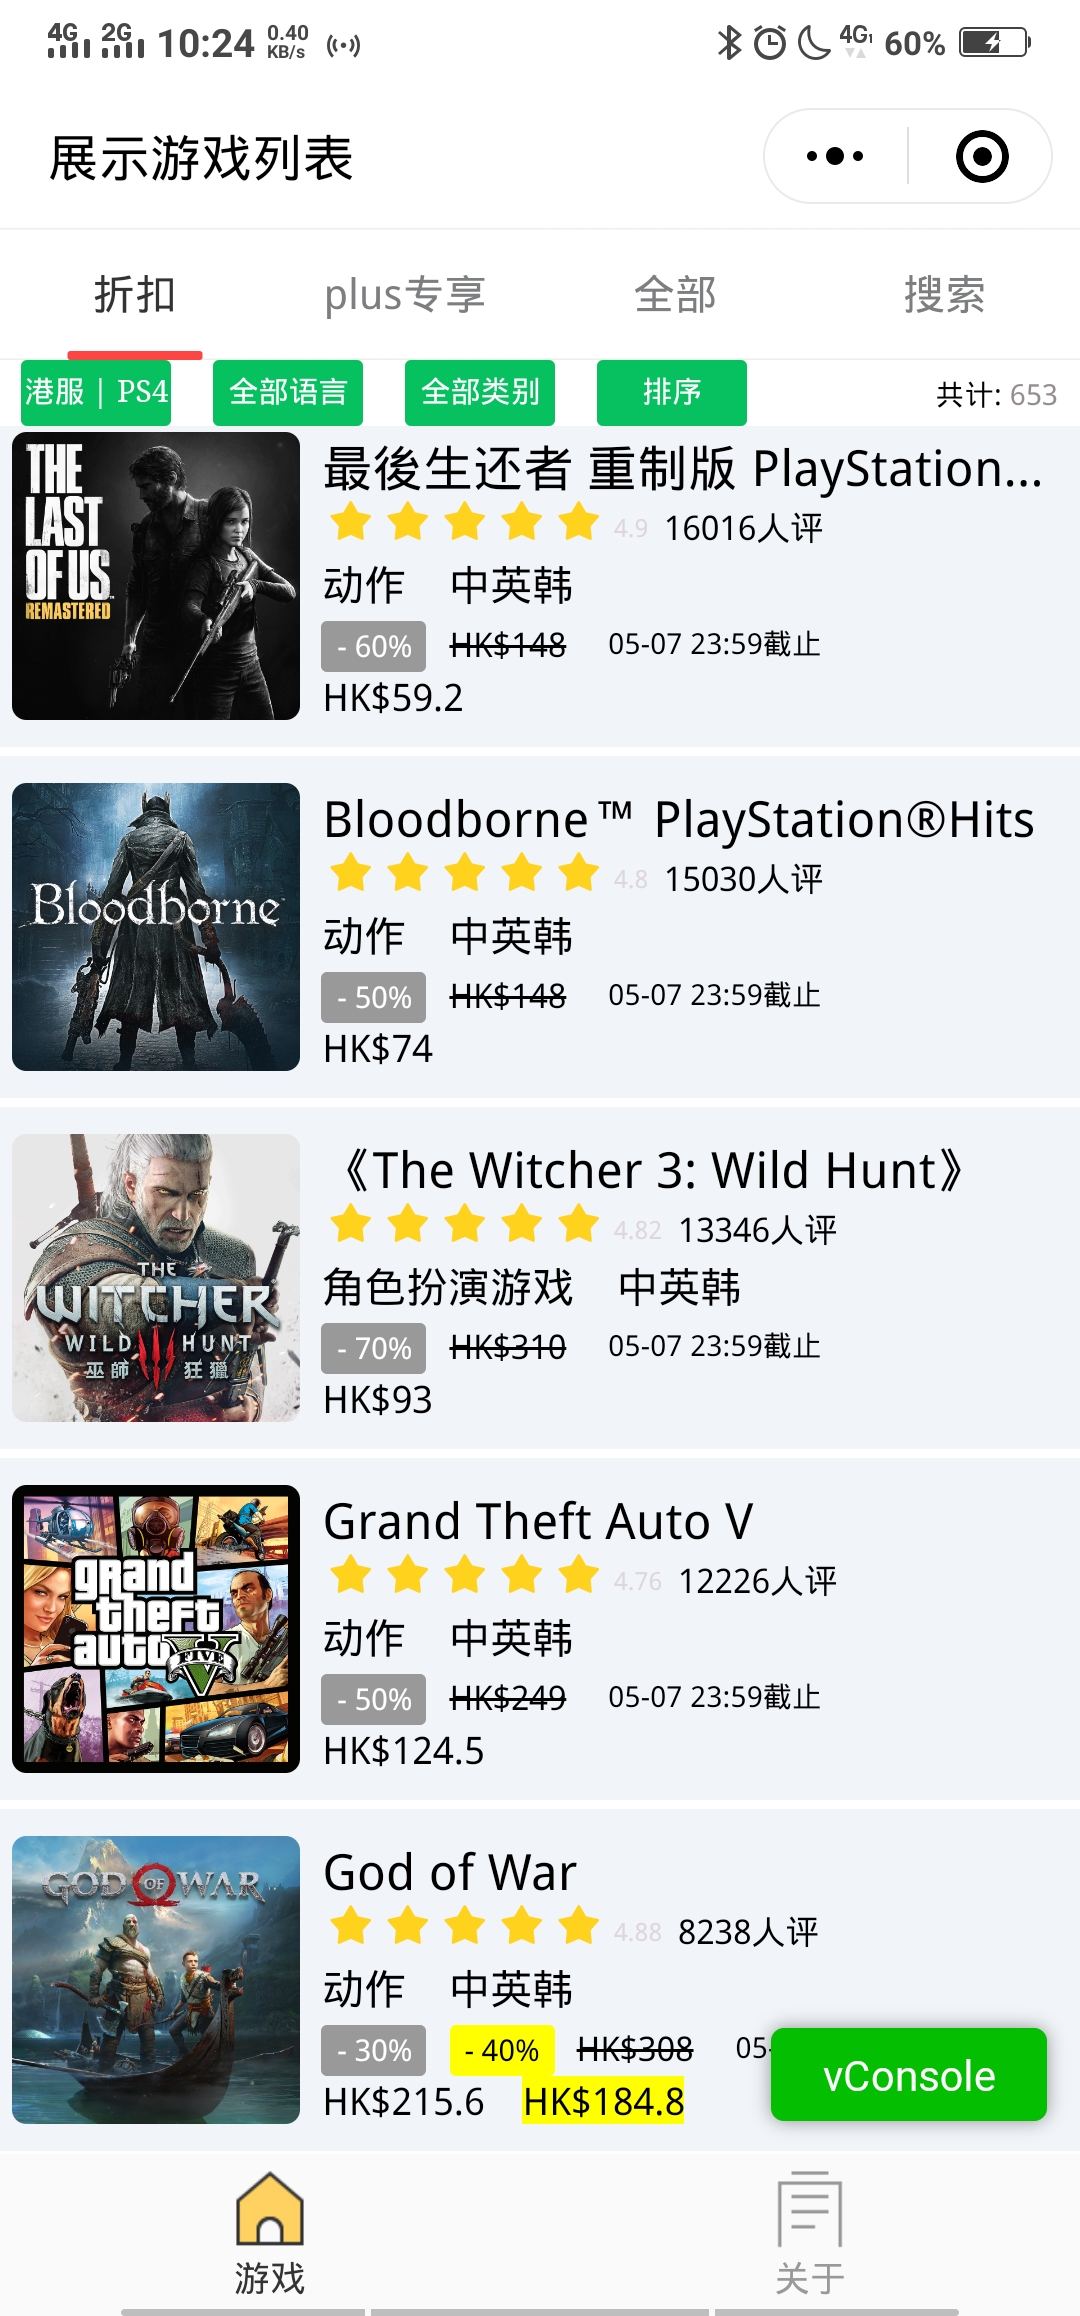 4G 2G 10:24 0.40 KB/s 4G 60%
展示游戏列表
折扣 plus专享 全部 搜索
港服 | PS4 全部语言 全部类别 排序 共计: 653
THE
LAST
OF US
REMASTERED
最後生还者 重制版 PlayStation...
4.9 16016人评
动作 中英韩
- 60% HK$148 05-07 23:59截止
HK$59.2
Bloodborne
Bloodborne™ PlayStation®Hits
4.8 15030人评
动作 中英韩
- 50% HK$148 05-07 23:59截止
HK$74
THE
WITCHER
WILD HUNT
巫師 狂獵
《The Witcher 3: Wild Hunt》
4.82 13346人评
角色扮演游戏 中英韩
- 70% HK$310 05-07 23:59截止
HK$93
grand
theft
auto
FIVE
Grand Theft Auto V
4.76 12226人评
动作 中英韩
- 50% HK$249 05-07 23:59截止
HK$124.5
GOD OF WAR
God of War
4.88 8238人评
动作 中英韩
- 30% - 40% HK$308 05-
HK$215.6 HK$184.8
vConsole
游戏 关于